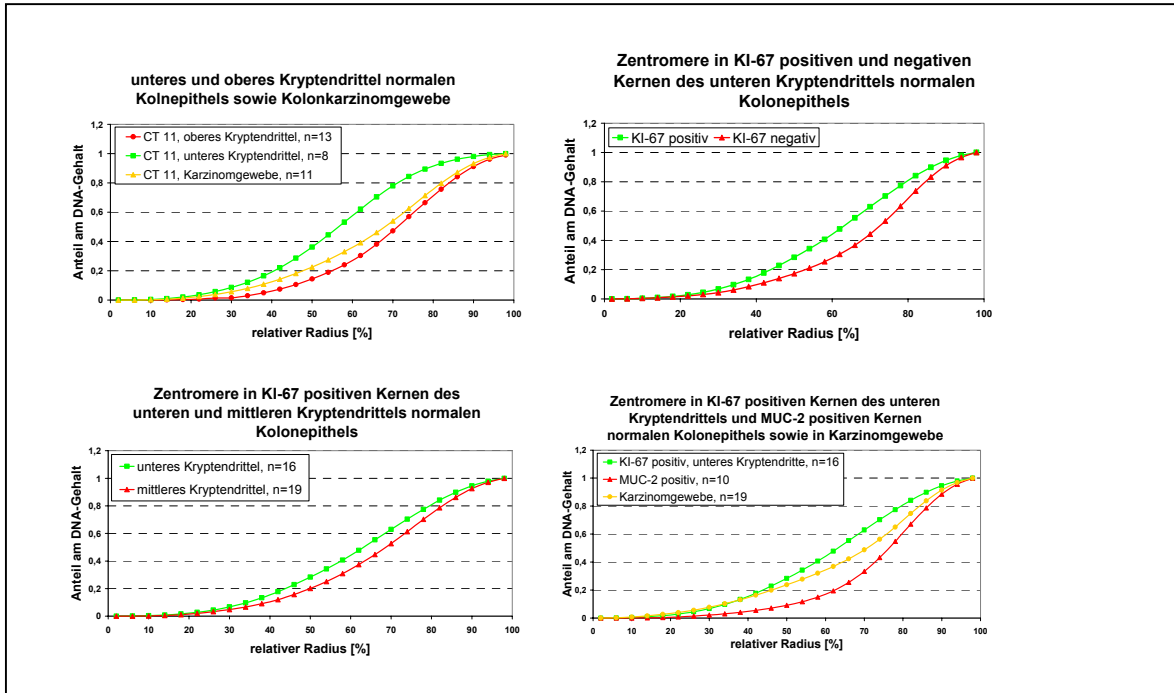 unteres und oberes Kryptendrittel normalen
Kolnepithels sowie Kolonkarzinomgewebe
1,2
1
0,8
0,6
0,4
0,2
0
Anteil am DNA-Gehalt
CT 11, oberes Kryptendrittel, n=13
CT 11, unteres Kryptendrittel, n=8
CT 11, Karzinomgewebe, n=11
0 10 20 30 40 50 60 70 80 90 100
relativer Radius [%]
Zentromere in KI-67 positiven und negativen
Kernen des unteren Kryptendrittels normalen
Kolonepithels
1,2
1
0,8
0,6
0,4
0,2
0
Anteil am DNA-Gehalt
KI-67 positiv KI-67 negativ
0 20 40 60 80 100
relativer Radius [%]
Zentromere in KI-67 positiven Kernen des
unteren und mittleren Kryptendrittels normalen
Kolonepithels
1,2
1
0,8
0,6
0,4
0,2
0
Anteil am DNA-Gehalt
unteres Kryptendrittel, n=16
mittleres Kryptendrittel, n=19
0 10 20 30 40 50 60 70 80 90 100
relativer Radius [%]
Zentromere in KI-67 positiven Kernen des unteren
Kryptendrittels und MUC-2 positiven Kernen
normalen Kolonepithels sowie in Karzinomgewebe
1,2
1
0,8
0,6
0,4
0,2
0
Anteil am DNA-Gehalt
KI-67 positiv, unteres Kryptendritte, n=16
MUC-2 positiv, n=10
Karzinomgewebe, n=19
0 10 20 30 40 50 60 70 80 90 100
relativer Radius [%]